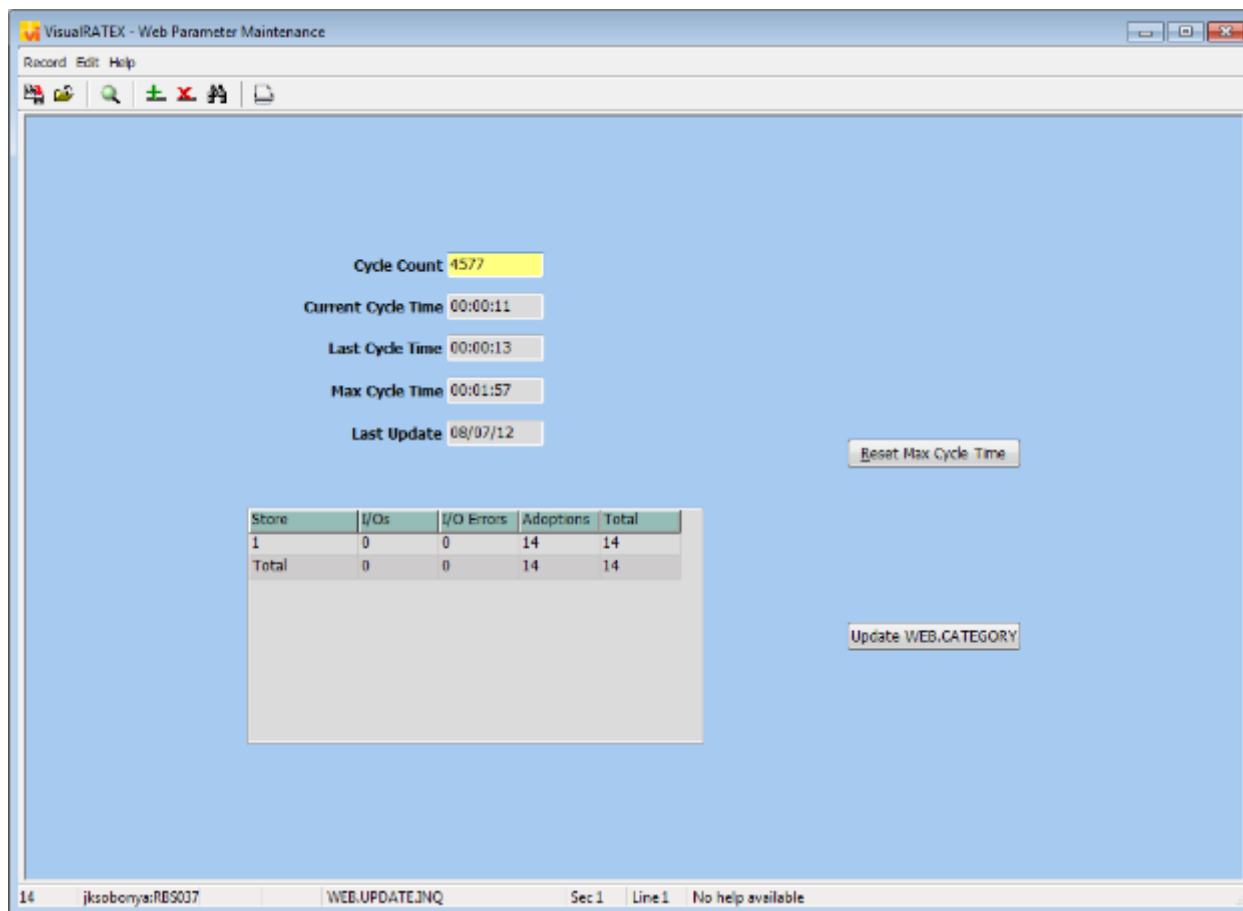 VisualRATEX - Web Parameter Maintenance
Record Edit Help
Cycle Count 4577
Current Cycle Time 00:00:11
Last Cycle Time 00:00:13
Max Cycle Time 00:01:57
Last Update 08/07/12
Reset Max Cycle Time
Store I/Os I/O Errors Adoptions Total
1 0 0 14 14
Total 0 0 14 14
Update WEB.CATEGORY
14 jksobonya:RBS037 WEB.UPDATE.INQ Sec 1 Line 1 No help available